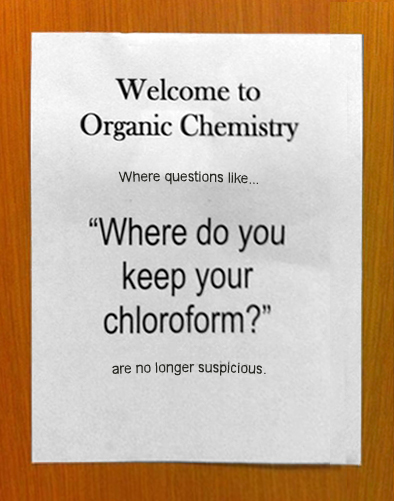 Welcome to
Organic Chemistry
Where questions like...
“Where do you
keep your
chloroform?”
are no longer suspicious.